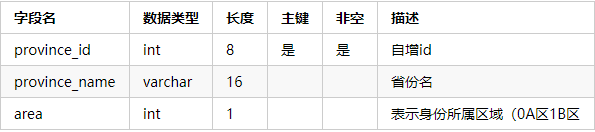 字段名 数据类型 长度 主键 非空 描述
province_id int 8 是 是 自增id
province_name varchar 16 省份名
area int 1 表示身份所属区域（0A区1B区